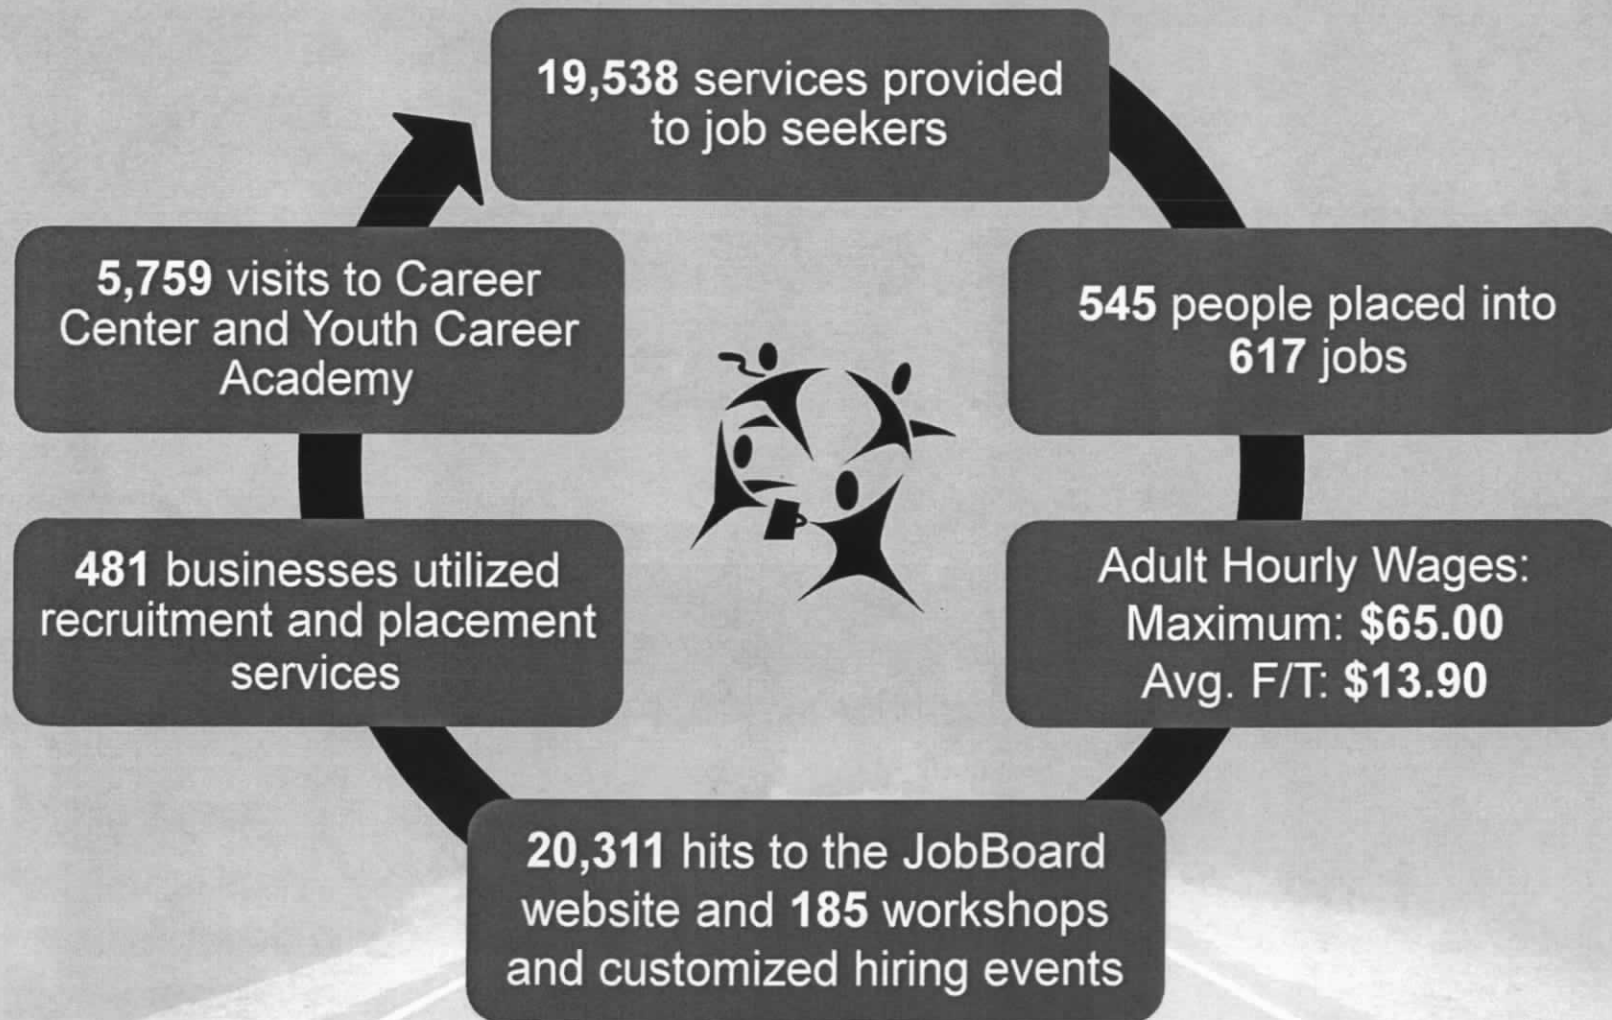 19,538 services provided
to job seekers
545 people placed into
617 jobs
Adult Hourly Wages:
Maximum: $65.00
Avg. F/T: $13.90
20,311 hits to the JobBoard
website and 185 workshops
and customized hiring events
481 businesses utilized
recruitment and placement
services
5,759 visits to Career
Center and Youth Career
Academy